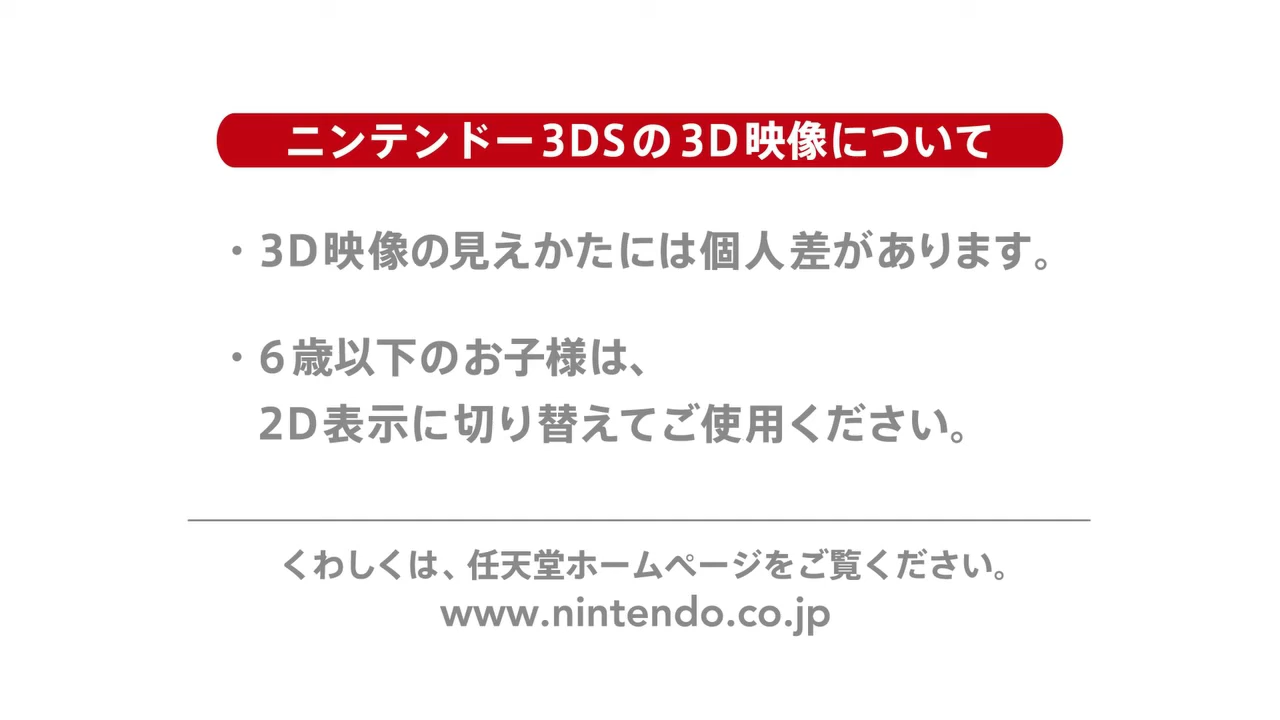 ニンテンドー3DSの3D映像について
・3D映像の見えかたには個人差があります。
・6歳以下のお子様は、
2D表示に切り替えてご使用ください。
くわしくは、任天堂ホームページをご覧ください。
www.nintendo.co.jp